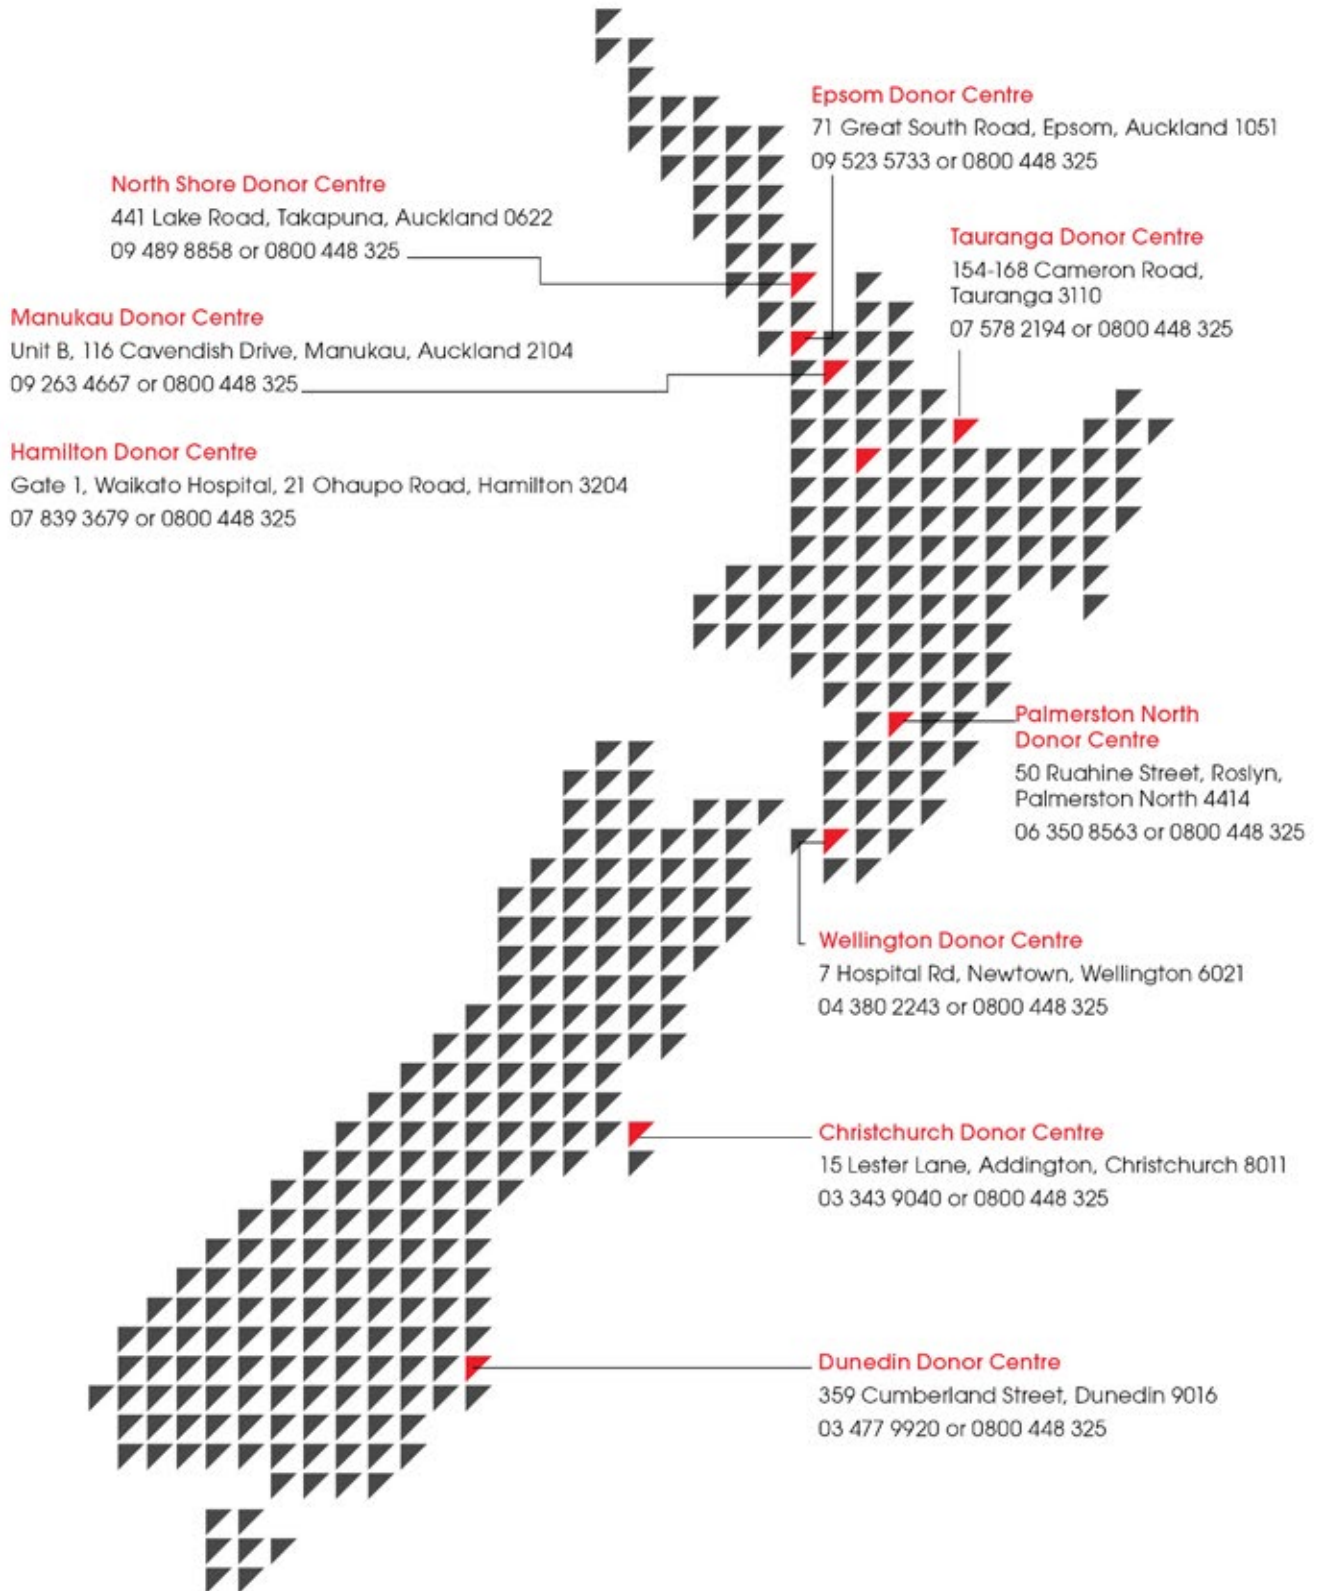 Epsom Donor Centre
71 Great South Road, Epsom, Auckland 1051
09 523 5733 or 0800 448 325
North Shore Donor Centre
441 Lake Road, Takapuna, Auckland 0622
09 489 8858 or 0800 448 325
Tauranga Donor Centre
154-168 Cameron Road,
Tauranga 3110
07 578 2194 or 0800 448 325
Manukau Donor Centre
Unit B, 116 Cavendish Drive, Manukau, Auckland 2104
09 263 4667 or 0800 448 325
Hamilton Donor Centre
Gate 1, Waikato Hospital, 21 Ohaupo Road, Hamilton 3204
07 839 3679 or 0800 448 325
Palmerston North
Donor Centre
50 Ruahine Street, Roslyn,
Palmerston North 4414
06 350 8563 or 0800 448 325
Wellington Donor Centre
7 Hospital Rd, Newtown, Wellington 6021
04 380 2243 or 0800 448 325
Christchurch Donor Centre
15 Lester Lane, Addington, Christchurch 8011
03 343 9040 or 0800 448 325
Dunedin Donor Centre
359 Cumberland Street, Dunedin 9016
03 477 9920 or 0800 448 325